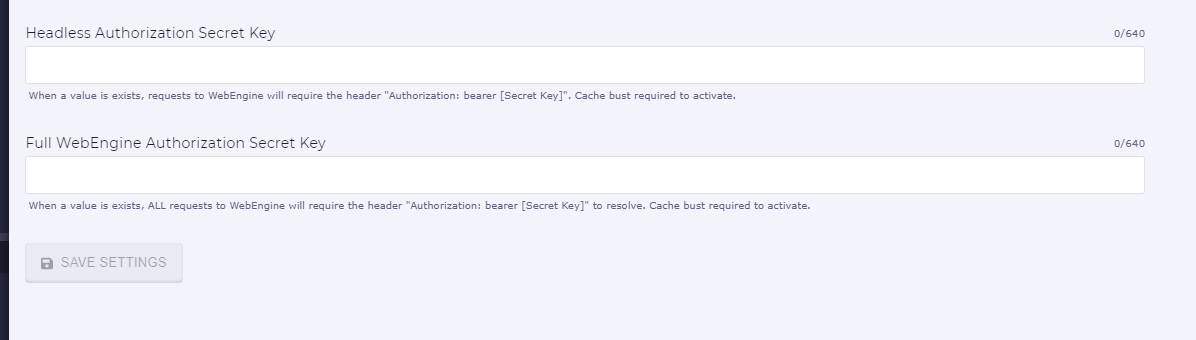 Headless Authorization Secret Key 0/640
When a value is exists, requests to WebEngine will require the header "Authorization: bearer [Secret Key]". Cache bust required to activate.
Full WebEngine Authorization Secret Key 0/640
When a value is exists, ALL requests to WebEngine will require the header "Authorization: bearer [Secret Key]" to resolve. Cache bust required to activate.
SAVE SETTINGS